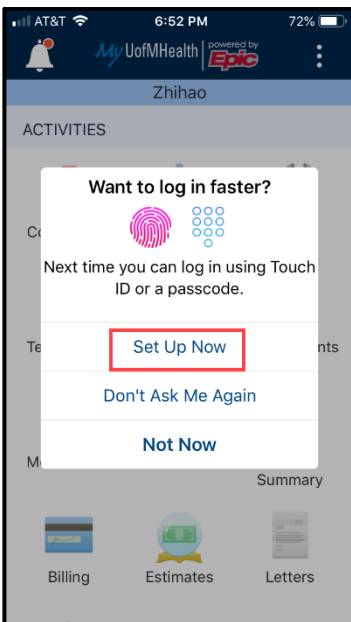 AT&T 6:52 PM 72%
My UofMHealth powered by Epic
Zhihao
ACTIVITIES
Want to log in faster?
Next time you can log in using Touch
ID or a passcode.
Set Up Now
Don't Ask Me Again
Not Now
Summary
Billing Estimates Letters